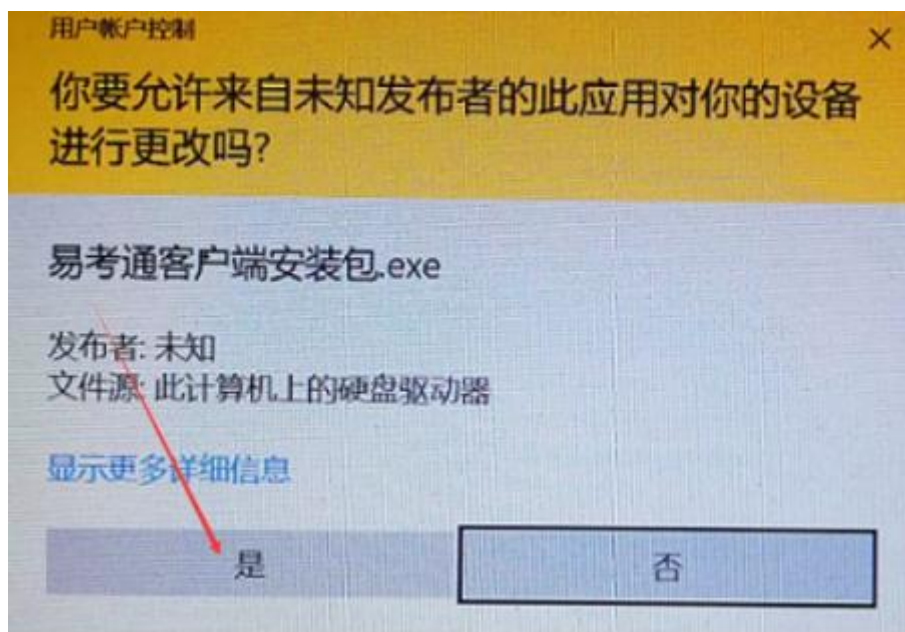 用户帐户控制
你要允许来自未知发布者的此应用对你的设备
进行更改吗?
易考通客户端安装包.exe
发布者: 未知
文件源: 此计算机上的硬盘驱动器
显示更多详细信息
是
否